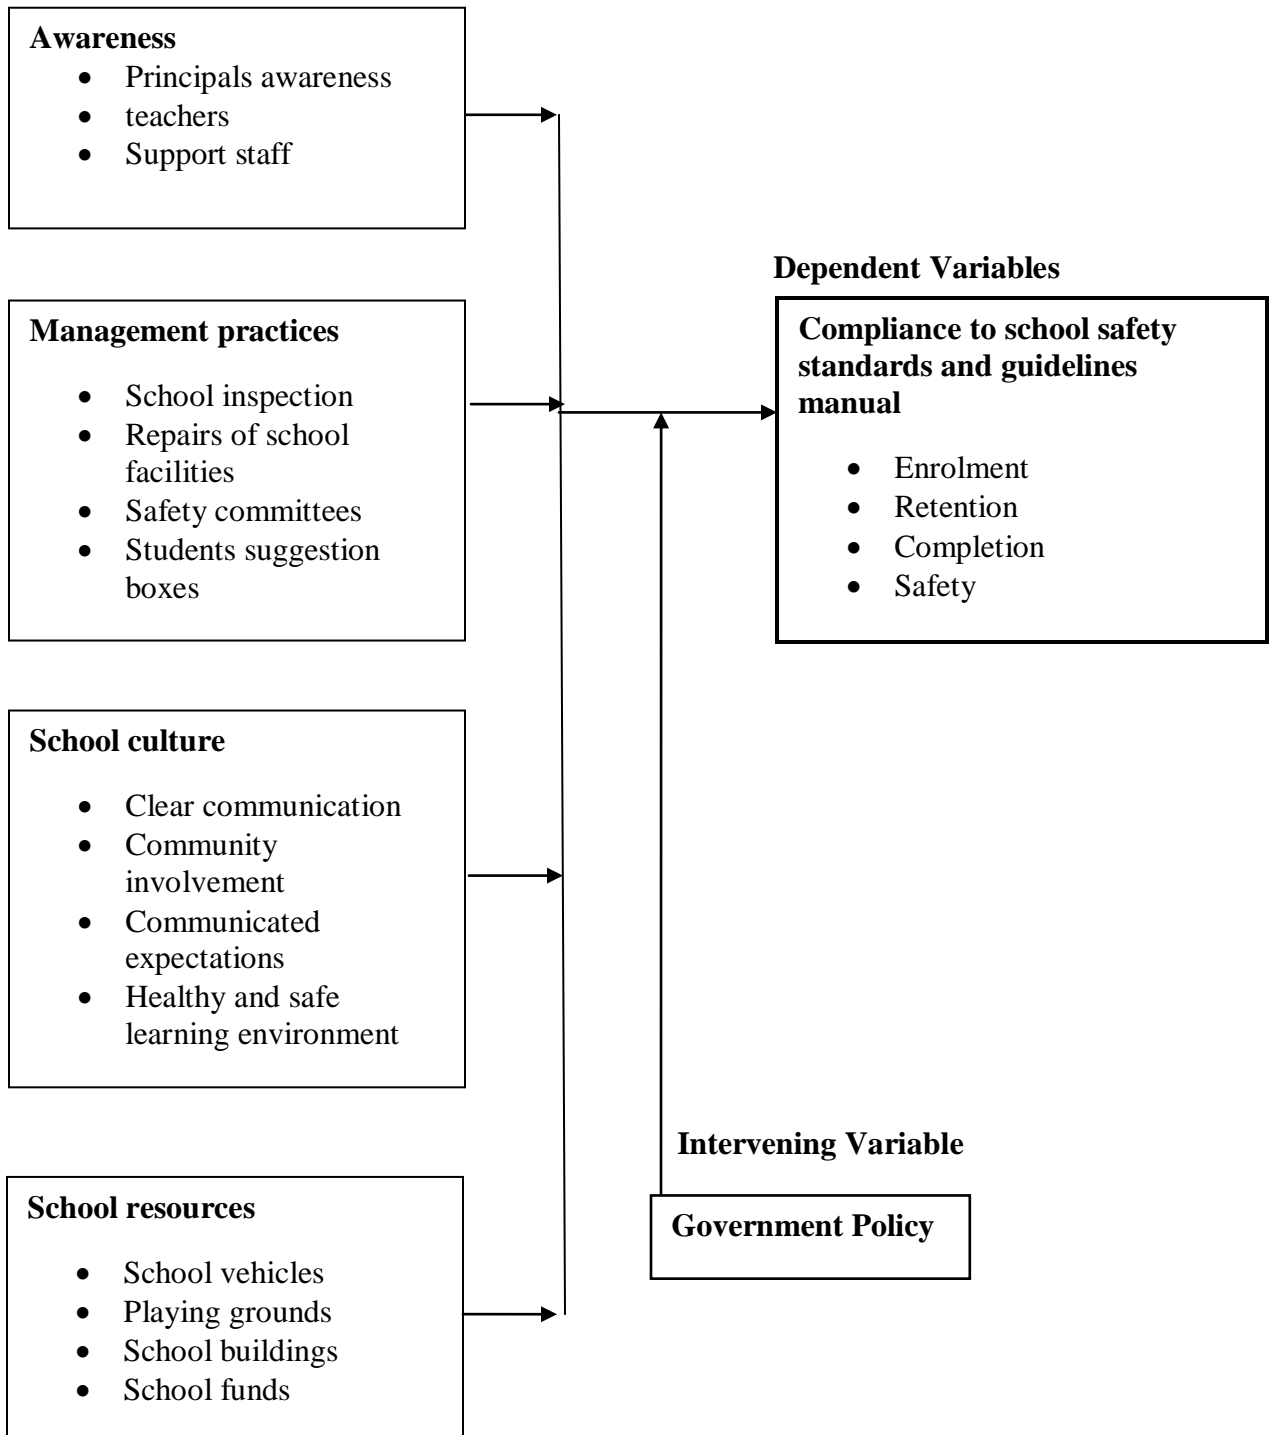 Awareness
• Principals awareness
• teachers
• Support staff
Management practices
• School inspection
• Repairs of school
facilities
• Safety committees
• Students suggestion
boxes
School culture
• Clear communication
• Community
involvement
• Communicated
expectations
• Healthy and safe
learning environment
School resources
• School vehicles
• Playing grounds
• School buildings
• School funds
Dependent Variables
Compliance to school safety
standards and guidelines
manual
• Enrolment
• Retention
• Completion
• Safety
Intervening Variable
Government Policy